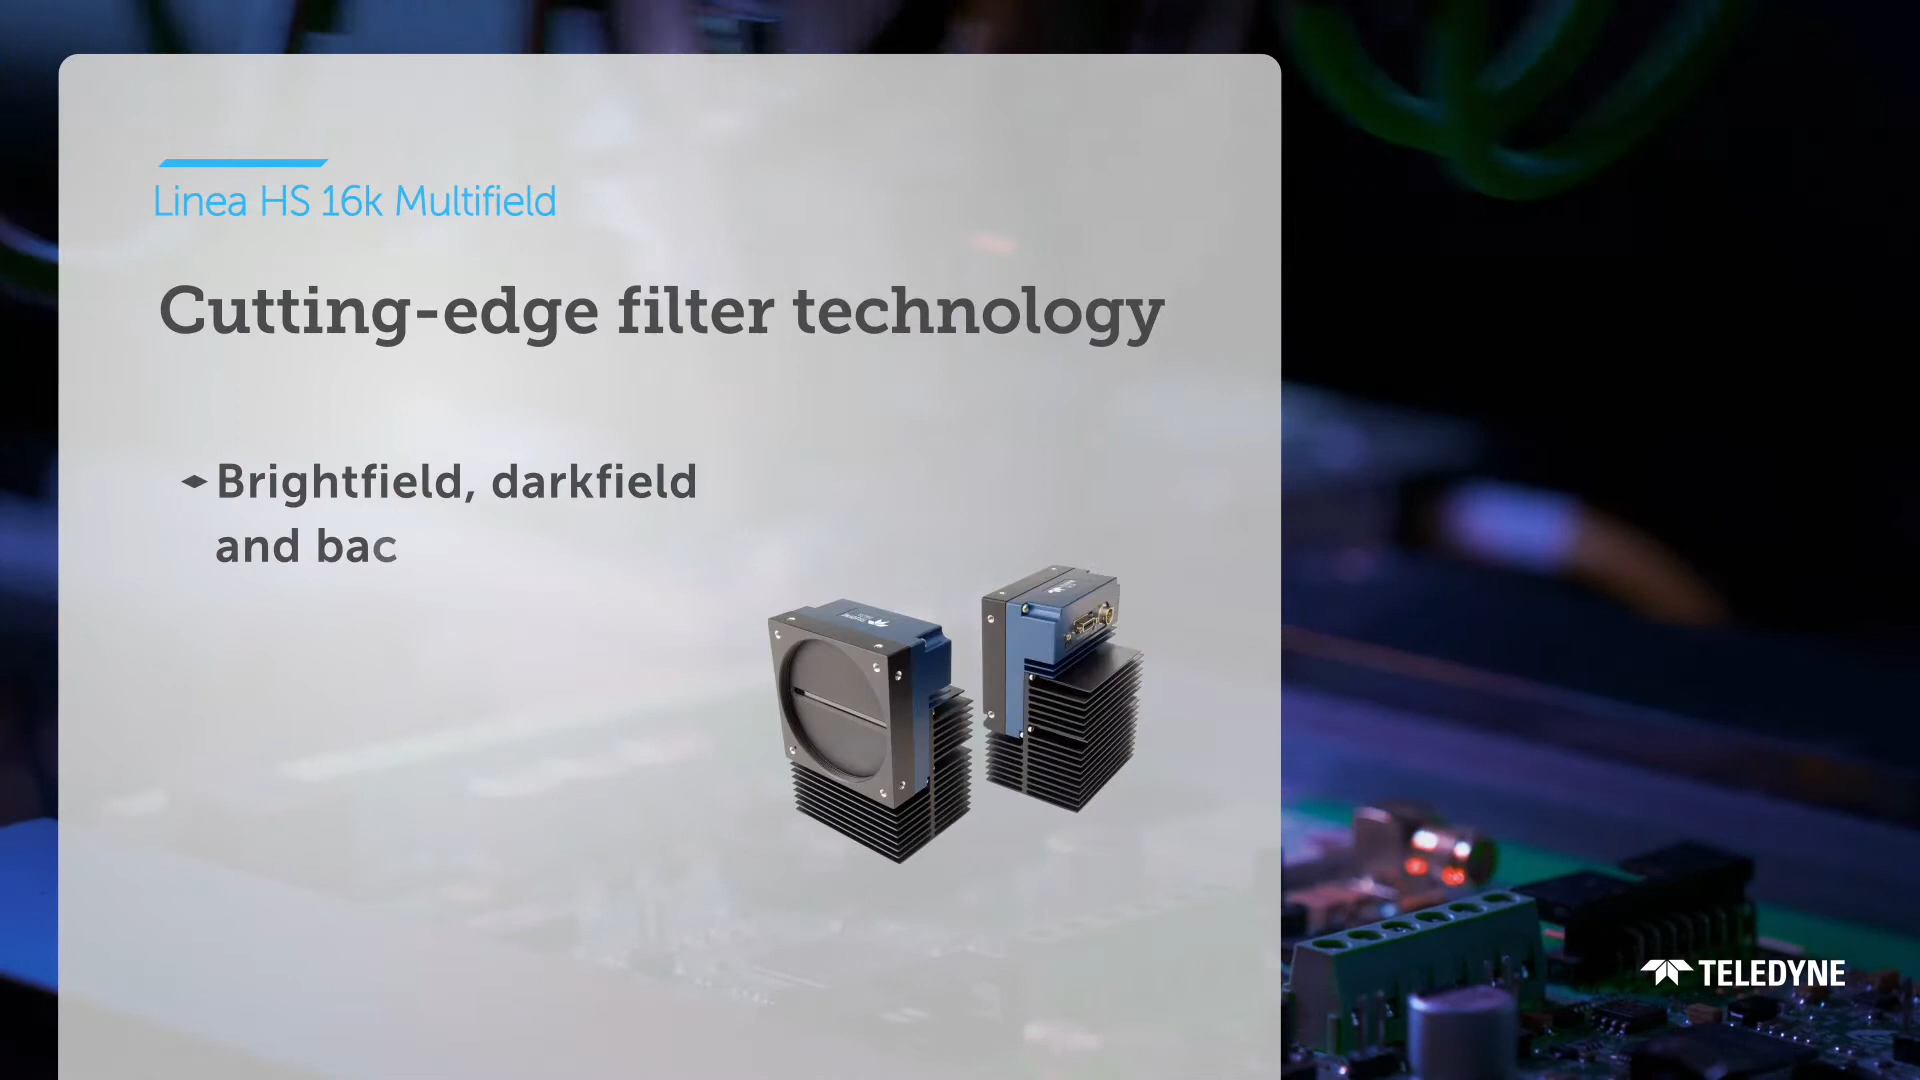 Linea HS 16k Multifield
Cutting-edge filter technology
Brightfield, darkfield
and bac
TELEDYNE